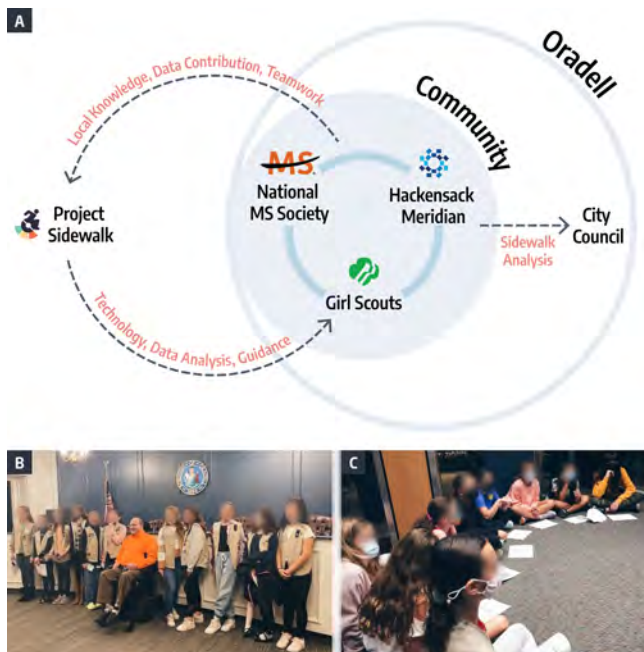 A
Local Knowledge, Data Contribution, Teamwork
Oradell
Community
MS
National
MS Society
Hackensack
Meridian
Project
Sidewalk
City
Council
Sidewalk
Analysis
Girl Scouts
Technology, Data Analysis, Guidance
B
C